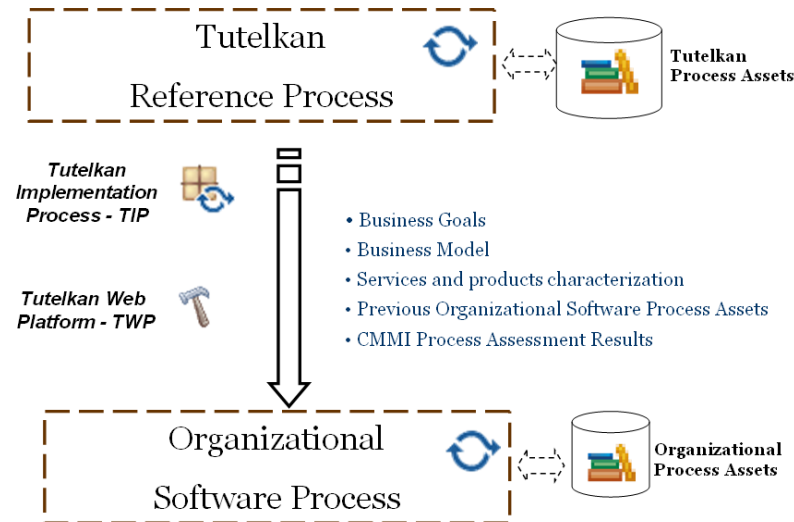 Tutelkan
Reference Process
Tutelkan
Process Assets
Tutelkan
Implementation
Process - TIP
Tutelkan Web
Platform - TWP
• Business Goals
• Business Model
• Services and products characterization
• Previous Organizational Software Process Assets
• CMMI Process Assessment Results
Organizational
Software Process
Organizational
Process Assets